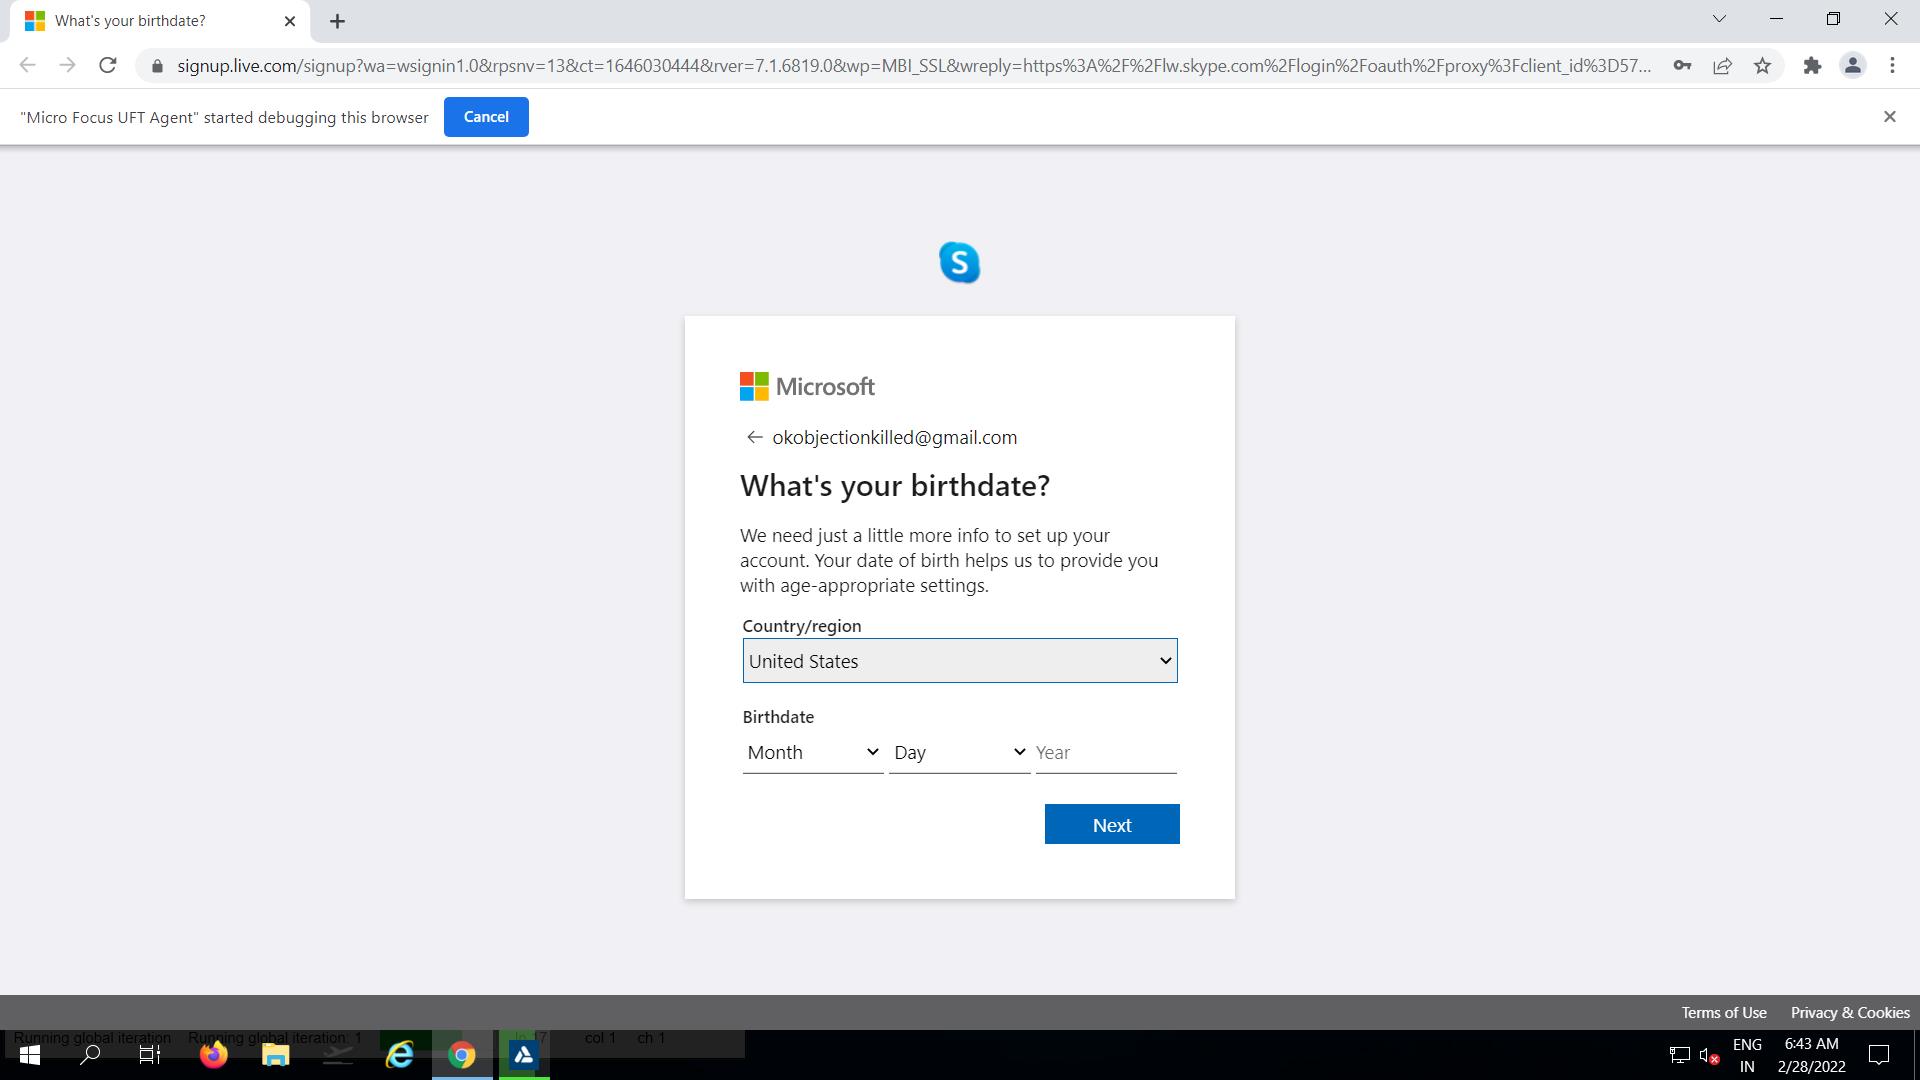 What's your birthdate?
signup.live.com/signup?wa=wsignin1.0&rpsnv=13&ct=1646030444&rver=7.1.6819.0&wp=MBI_SSL&wreply=https%3A%2F%2Flw.skype.com%2Flogin%2Foauth%2Fproxy%3Fclient_id%3D57...
"Micro Focus UFT Agent" started debugging this browser Cancel
S
Microsoft
okobjectionkilled@gmail.com
What's your birthdate?
We need just a little more info to set up your
account. Your date of birth helps us to provide you
with age-appropriate settings.
Country/region
United States
Birthdate
Month Day Year
Next
Terms of Use Privacy & Cookies
Running global iteration Running global iteration: 1 ln 17 col 1 ch 1
ENG 6:43 AM
IN 2/28/2022